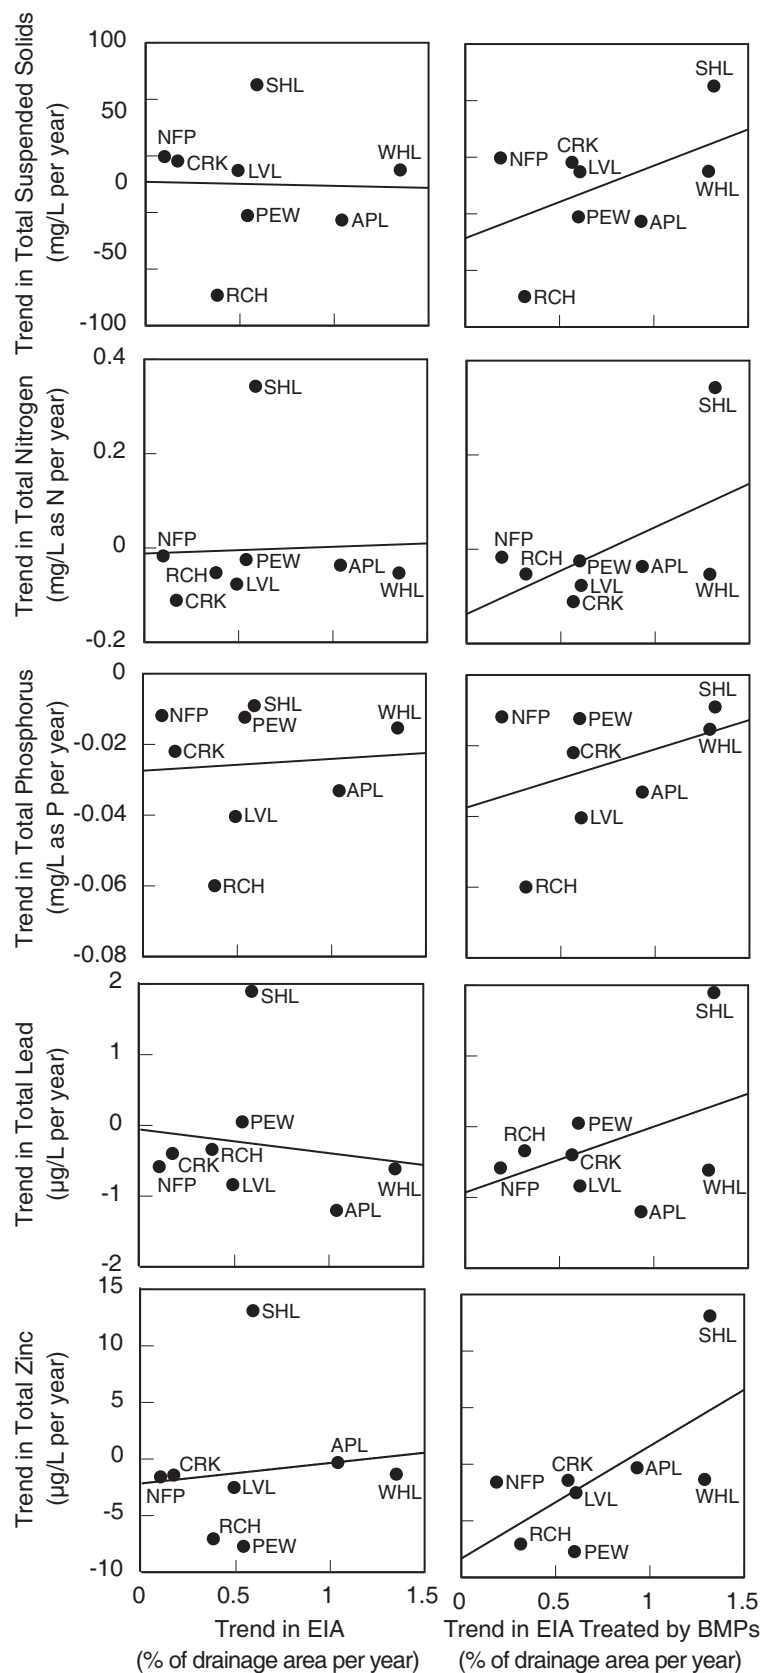 Trend in Total Suspended Solids
(mg/L per year)
100
50
0
-50
-100
SHL
NFP
CRK
LVL
WHL
PEW
APL
RCH
SHL
CRK
NFP
LVL
WHL
PEW
APL
RCH
Trend in Total Nitrogen
(mg/L as N per year)
0.4
0.2
0
-0.2
SHL
NFP
PEW
APL
RCH
LVL
WHL
CRK
SHL
NFP
RCH
PEW
APL
LVL
WHL
CRK
Trend in Total Phosphorus
(mg/L as P per year)
0
-0.02
-0.04
-0.06
-0.08
SHL
NFP
PEW
WHL
CRK
APL
LVL
RCH
SHL
NFP
PEW
WHL
CRK
APL
LVL
RCH
Trend in Total Lead
(µg/L per year)
2
1
0
-1
-2
SHL
PEW
RCH
CRK
NFP
LVL
WHL
APL
SHL
PEW
RCH
CRK
NFP
LVL
WHL
APL
Trend in Total Zinc
(µg/L per year)
15
10
5
0
-5
-10
SHL
APL
CRK
NFP
LVL
WHL
RCH
PEW
SHL
CRK
APL
NFP
LVL
WHL
RCH
PEW
0 0.5 1 1.5
Trend in EIA
(% of drainage area per year)
0 0.5 1 1.5
Trend in EIA Treated by BMPs
(% of drainage area per year)